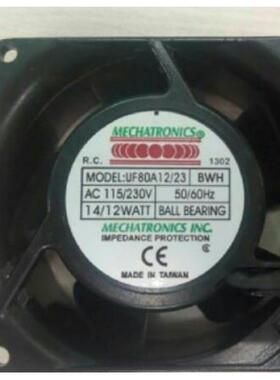 MECHATRONICS®
R.C. 1302
MODEL:UF80A12/23 BWH
AC 115/230V 50/60Hz
14/12WATT BALL BEARING
MECHATRONICS INC.
IMPEDANCE PROTECTION
CE
MADE IN TAIWAN